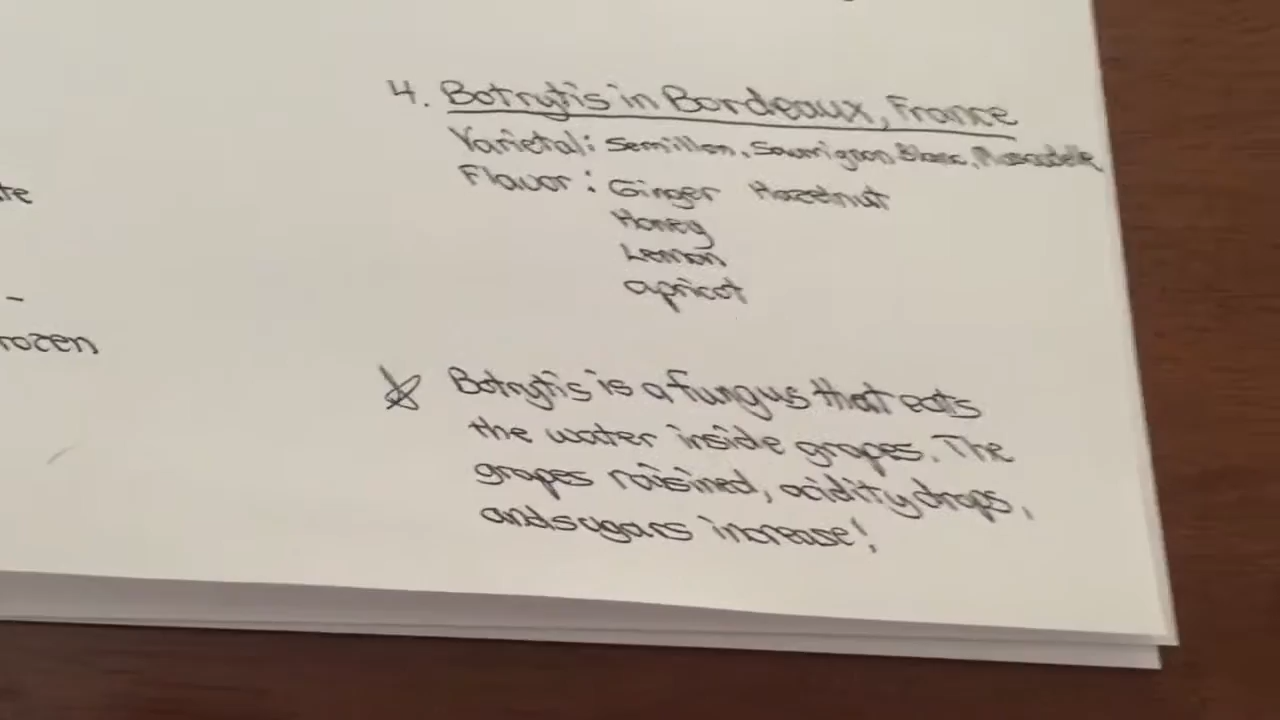 4. Botrytis in Bordeaux, France
Varietal: Semillon, Sauvignon Blanc, Muscadelle
Flavor: Ginger Hazelnut
Honey
Lemon
apricot
Botrytis is a fungus that eats
the water inside grapes. The
grapes raisined, acidity drops,
and sugars increase!
rozen